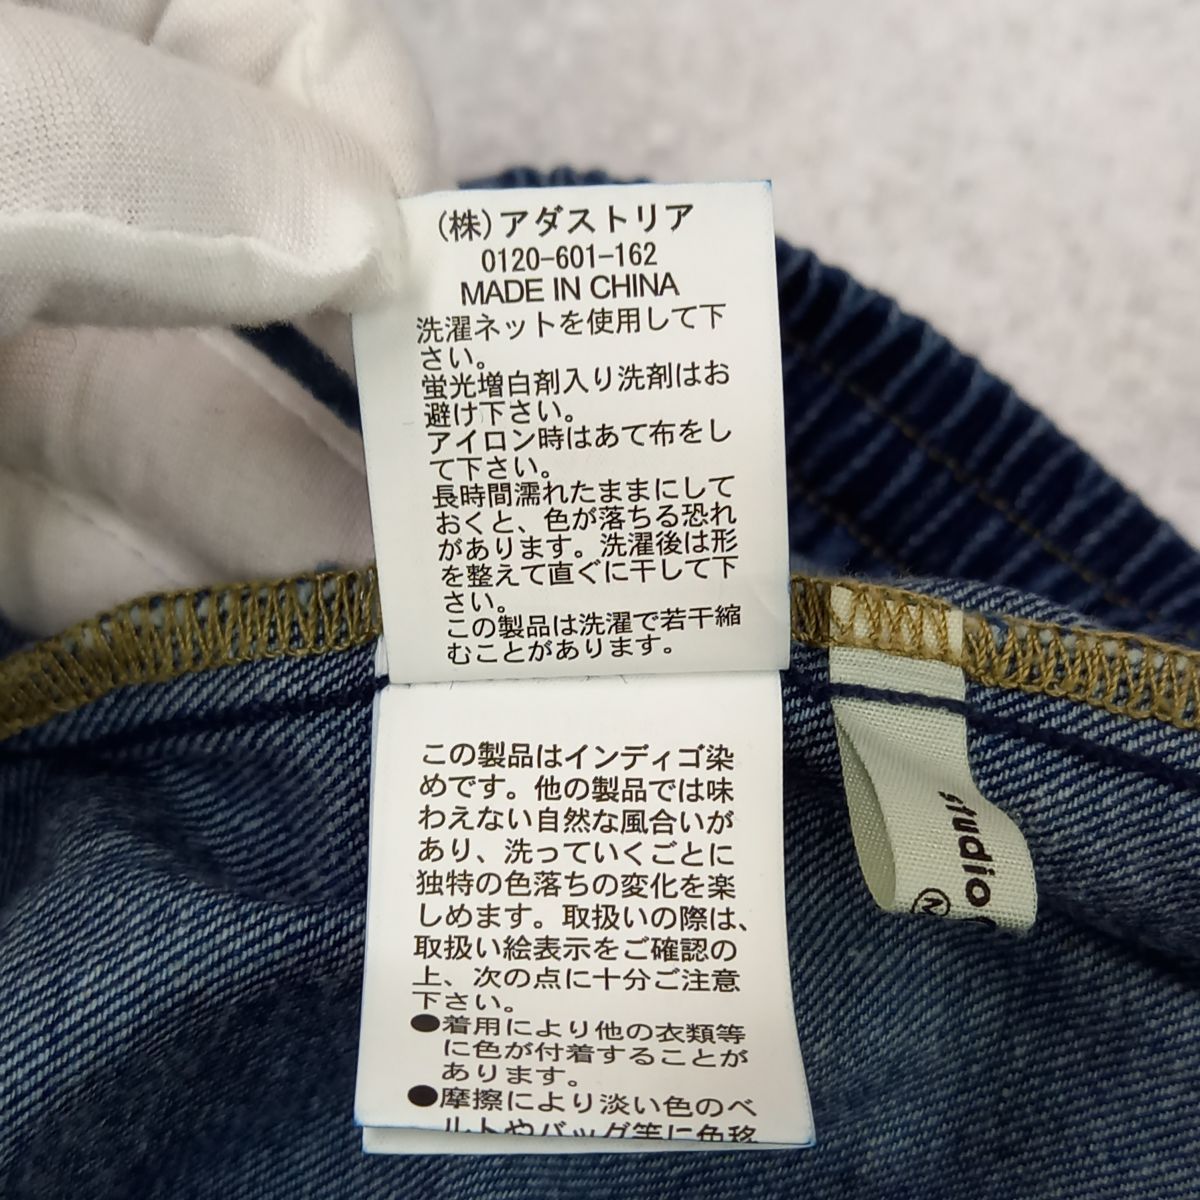 (株)アダストリア
0120-601-162
MADE IN CHINA
洗濯ネットを使用して下
さい。
蛍光増白剤入り洗剤はお
避け下さい。
アイロン時はあて布をし
て下さい。
長時間濡れたままにして
おくと、色が落ちる恐れ
があります。洗濯後は形
を整えて直ぐに干して下
さい。
この製品は洗濯で若干縮
むことがあります。
この製品はインディゴ染
めです。他の製品では味
わえない自然な風合いが
あり、洗っていくごとに
独特の色落ちの変化を楽
しめます。取扱いの際は、
取扱い絵表示をご確認の
上、次の点に十分ご注意
下さい。
●着用により他の衣類等
に色が付着することが
あります。
●摩擦により淡い色のベ
ルトやバッグ等に色移
studio
M